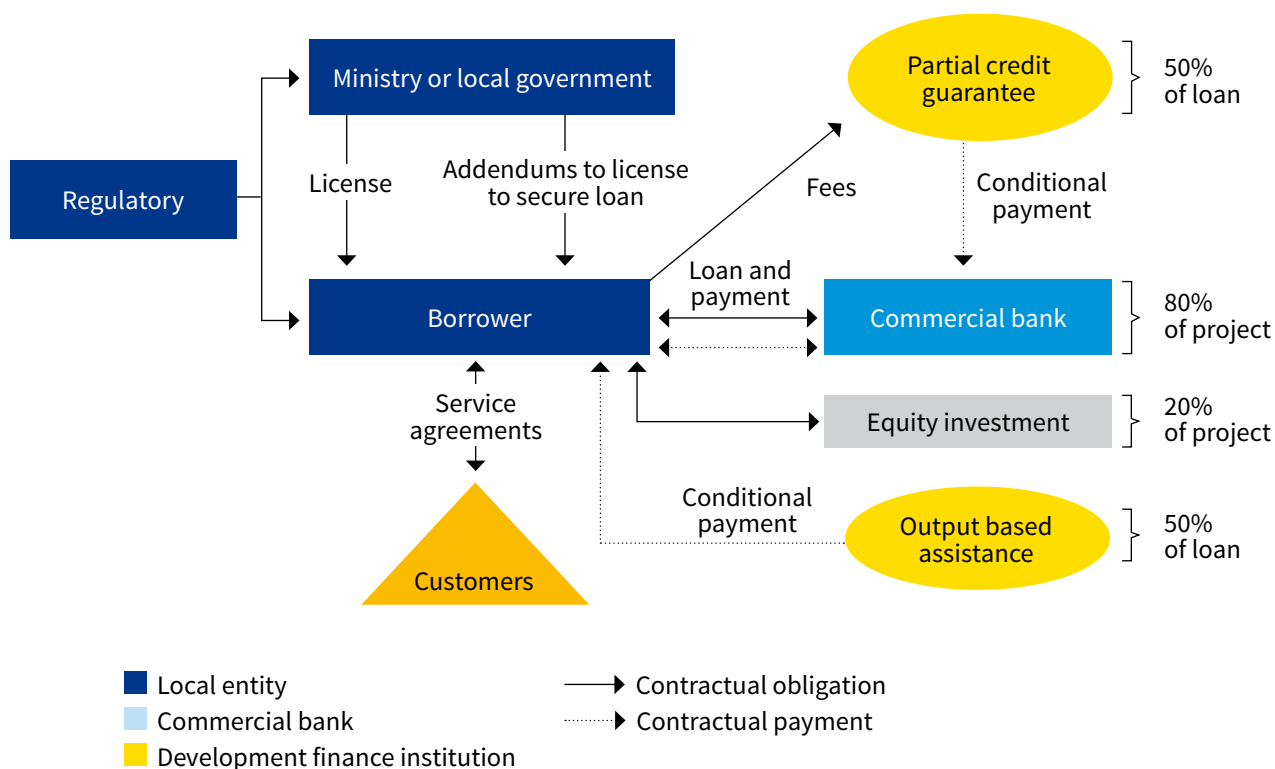 Ministry or local government
Partial credit
guarantee
50%
of loan
Regulatory
License
Addendums to license
to secure loan
Fees
Conditional
payment
Borrower
Loan and
payment
Commercial bank
80%
of project
Service
agreements
Equity investment
20%
of project
Customers
Conditional
payment
Output based
assistance
50%
of loan
Local entity
Commercial bank
Development finance institution
Contractual obligation
Contractual payment